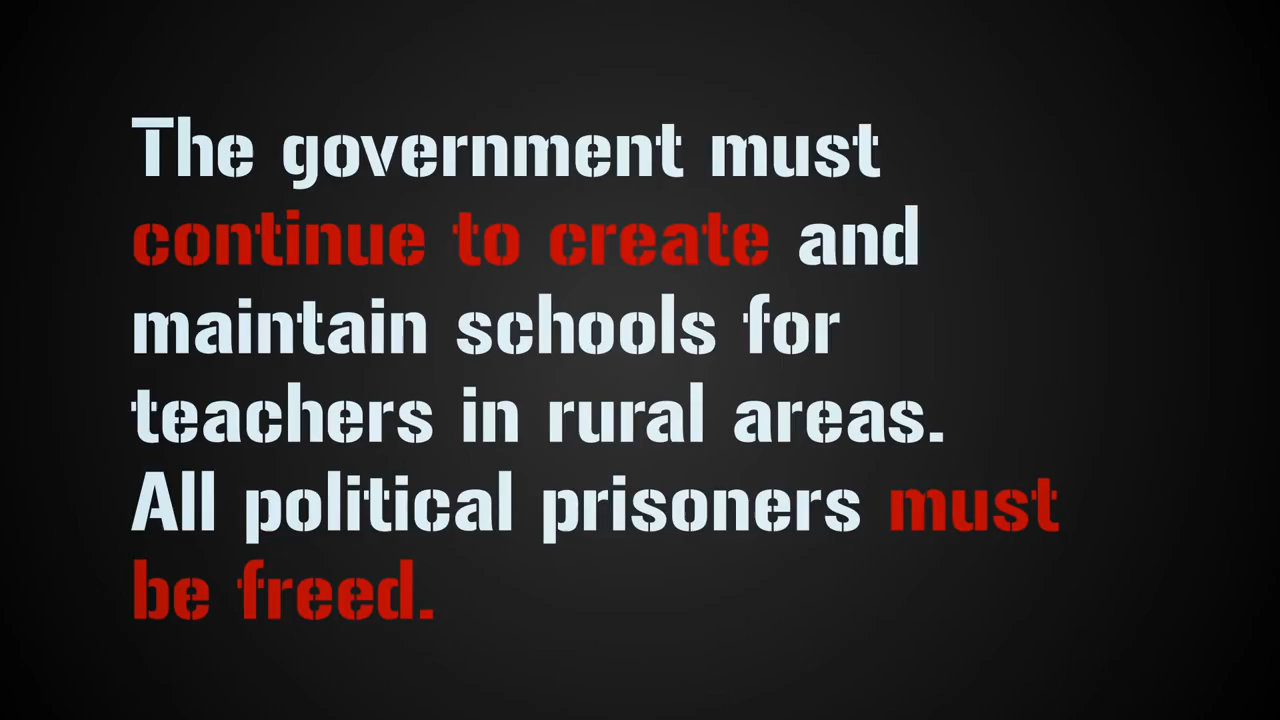 The government must
continue to create and
maintain schools for
teachers in rural areas.
All political prisoners must
be freed.